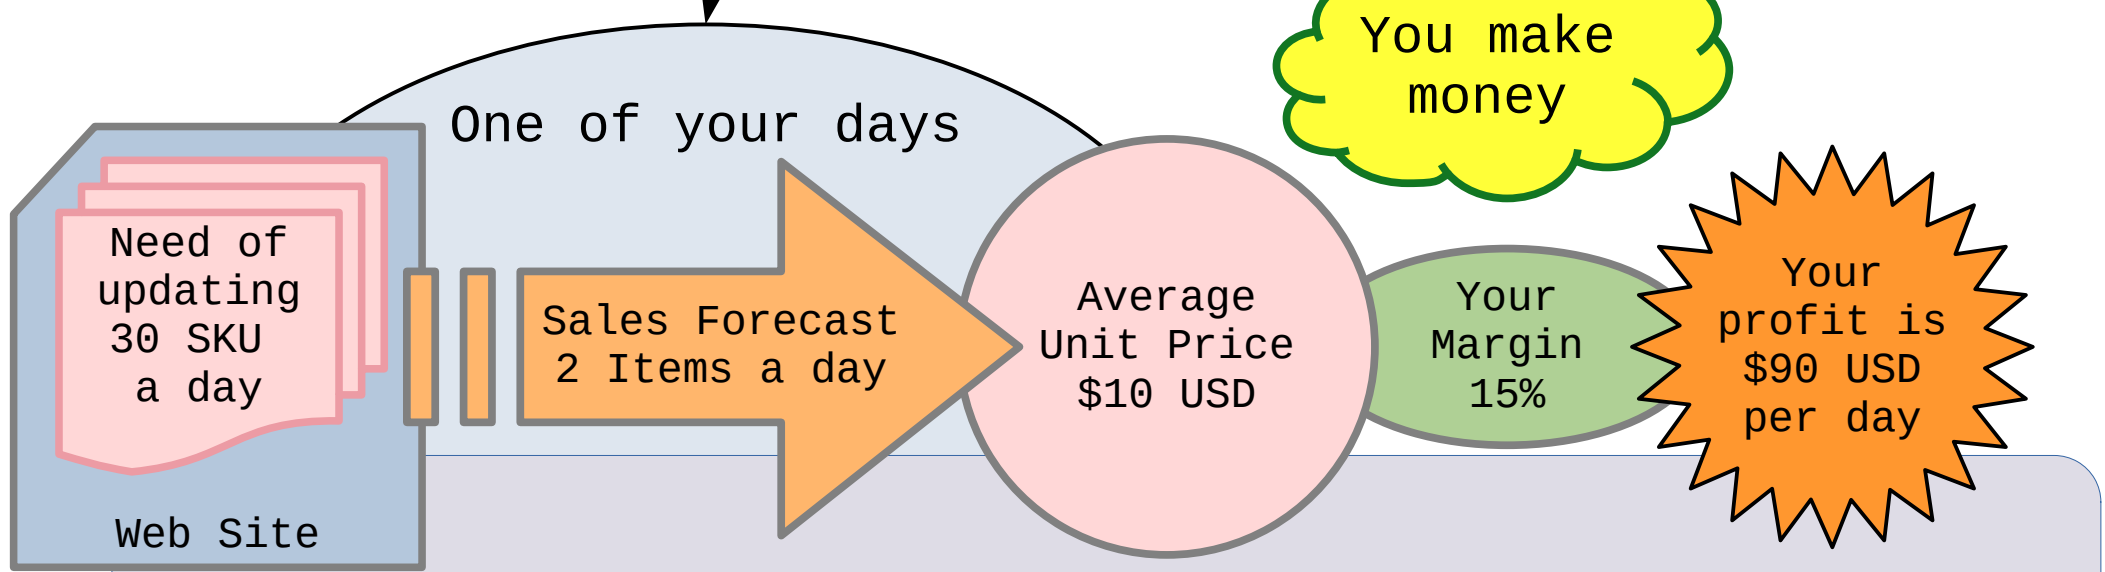 You make
money
One of your days
Need of
updating
30 SKU
a day
Web Site
Sales Forecast
2 Items a day
Average
Unit Price
$10 USD
Your
Margin
15%
Your
profit is
$90 USD
per day